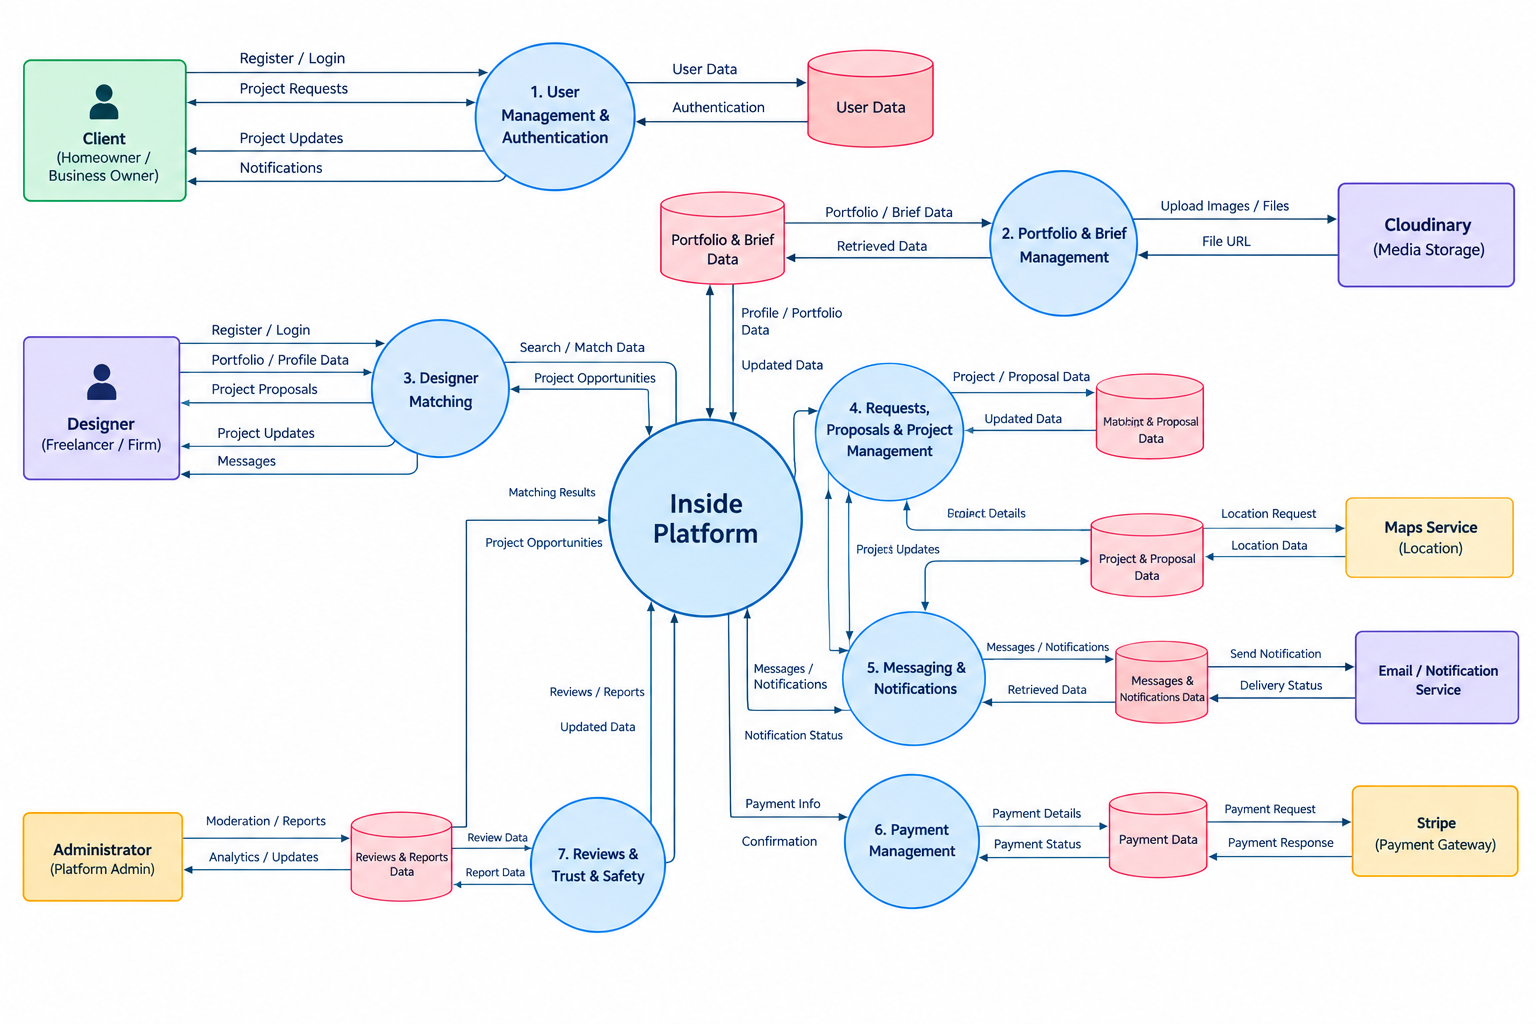 Register / Login
Project Requests
Project Updates
Notifications
Client
(Homeowner /
Business Owner)
1. User
Management &
Authentication
User Data
Authentication
User Data
Portfolio & Brief
Data
Portfolio / Brief Data
Retrieved Data
2. Portfolio & Brief
Management
Upload Images / Files
File URL
Cloudinary
(Media Storage)
Profile / Portfolio
Data
Updated Data
Designer
(Freelancer / Firm)
Register / Login
Portfolio / Profile Data
Project Proposals
Project Updates
Messages
3. Designer
Matching
Search / Match Data
Project Opportunities
Inside
Platform
Matching Results
Project Opportunities
4. Requests,
Proposals & Project
Management
Project / Proposal Data
Updated Data
& Proposal
Data
Details
Project Updates
Project & Proposal
Data
Location Request
Location Data
Maps Service
(Location)
5. Messaging &
Notifications
Messages /
Notifications
Notification Status
Messages / Notifications
Retrieved Data
Messages &
Notifications Data
Send Notification
Delivery Status
Email / Notification
Service
Reviews / Reports
Updated Data
Payment Info
Confirmation
6. Payment
Management
Payment Details
Payment Status
Payment Data
Payment Request
Payment Response
Stripe
(Payment Gateway)
Administrator
(Platform Admin)
Moderation / Reports
Analytics / Updates
Reviews & Reports
Data
Review Data
Report Data
7. Reviews &
Trust & Safety